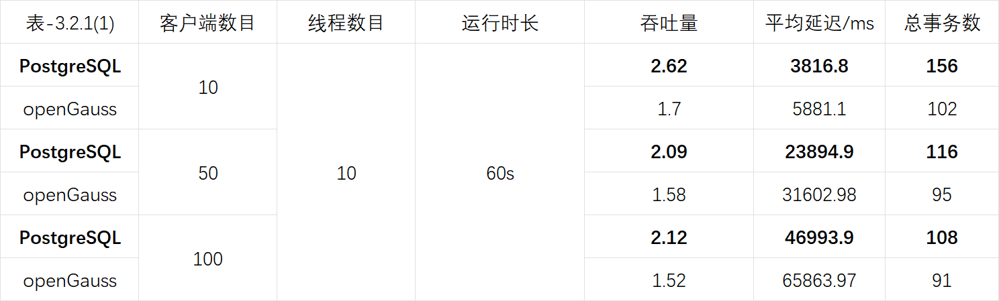 表-3.2.1(1) 客户端数目 线程数目 运行时长 吞吐量 平均延迟/ms 总事务数
PostgreSQL 10 10 60s 2.62 3816.8 156
openGauss 1.7 5881.1 102
PostgreSQL 50 2.09 23894.9 116
openGauss 1.58 31602.98 95
PostgreSQL 100 2.12 46993.9 108
openGauss 1.52 65863.97 91